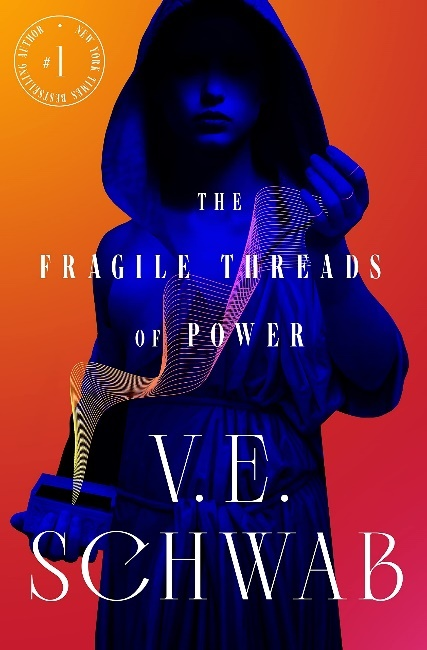 NEW YORK TIMES BESTSELLING AUTHOR
#1
THE
FRAGILE THREADS
OF POWER
V. E.
SCHWAB